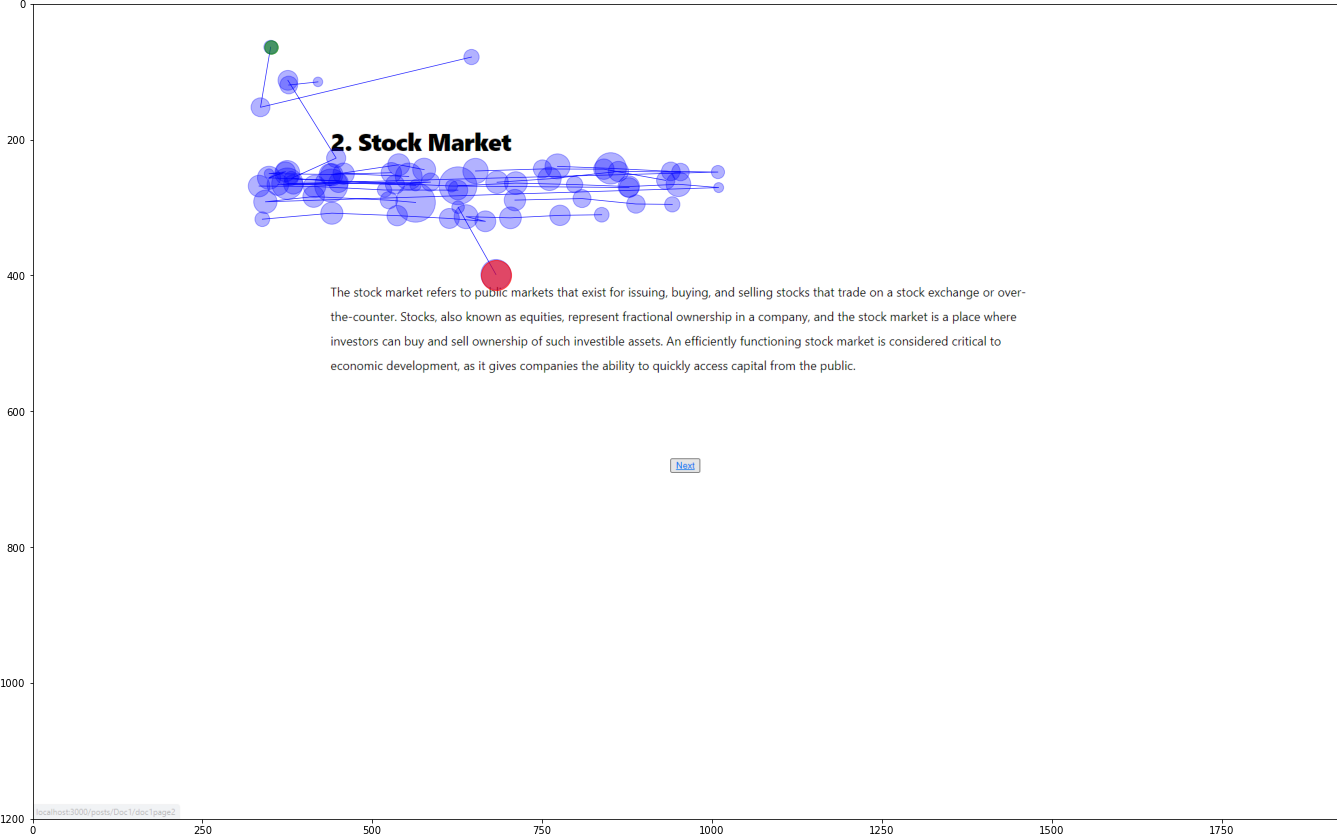 0
200
2. Stock Market
400
The stock market refers to public markets that exist for issuing, buying, and selling stocks that trade on a stock exchange or over-
the-counter. Stocks, also known as equities, represent fractional ownership in a company, and the stock market is a place where
investors can buy and sell ownership of such investible assets. An efficiently functioning stock market is considered critical to
economic development, as it gives companies the ability to quickly access capital from the public.
600
Next
800
1000
localhost:3000/posts/Doc1/doc1page2
1200
0 250 500 750 1000 1250 1500 1750